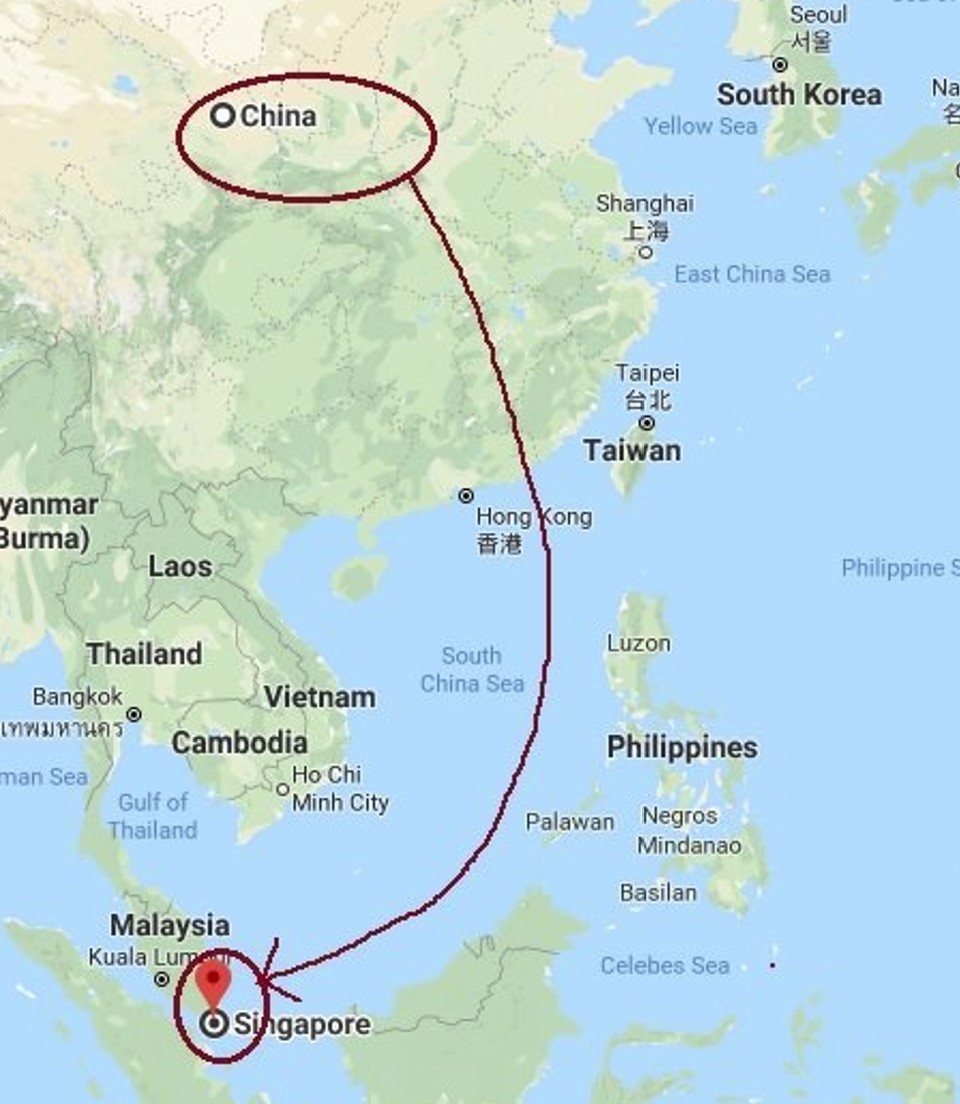 Seoul
서울
South Korea
Yellow Sea
China
Shanghai
上海
East China Sea
Taipei
台北
Taiwan
Hong Kong
香港
yanmar
Burma)
Laos
Philippine S
Thailand
Bangkok
เทพมหานคร
South
China Sea
Luzon
Vietnam
Cambodia
Philippines
man Sea
Gulf of
Thailand
Ho Chi
Minh City
Palawan
Negros
Mindanao
Basilan
Malaysia
Kuala Lumpur
Celebes Sea
Singapore
Na
名